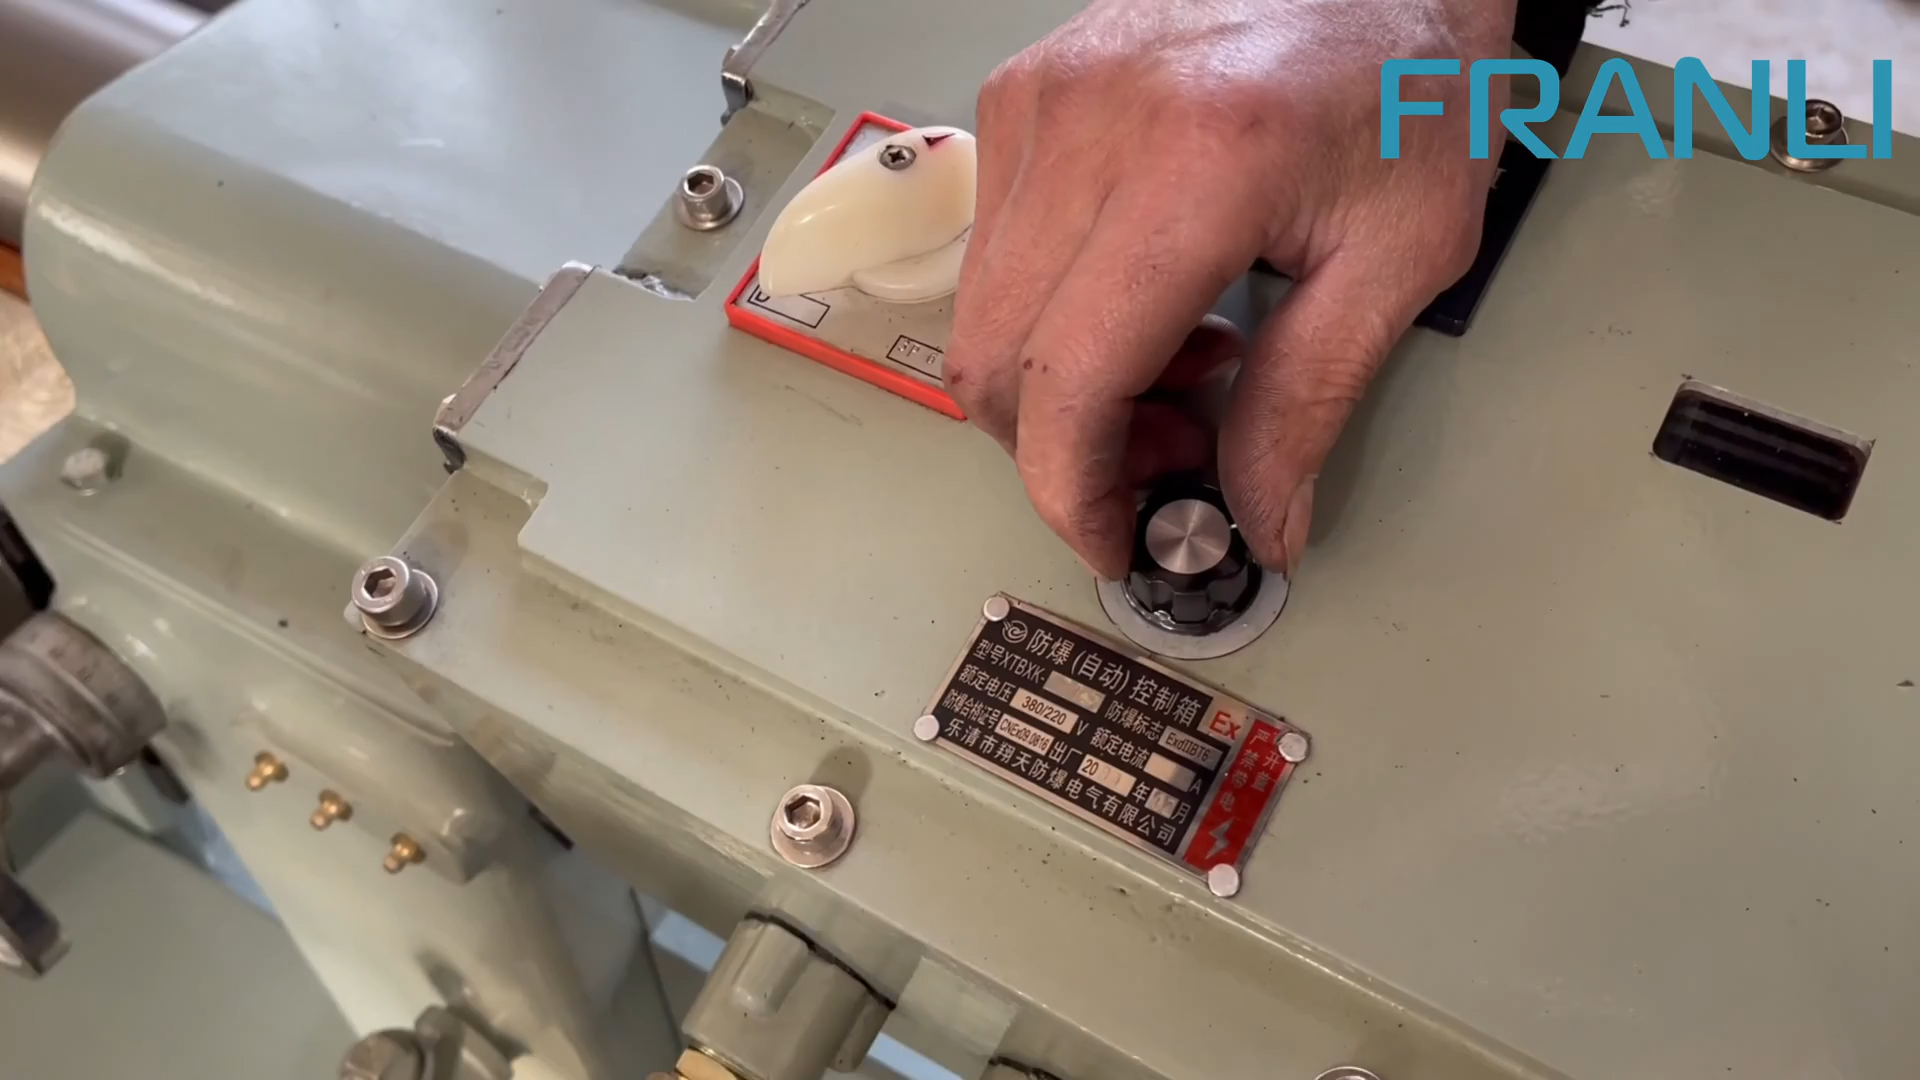 FRANLI
防爆(自动)控制箱
型号XTBXK- 防爆标志 ExdIIBT6
额定电压 380/220 V 额定电流 A
防爆合格证号 CNEx09.0816 出厂 20 年 月
乐清市翔天防爆电气有限公司
Ex
严禁带电
开盖